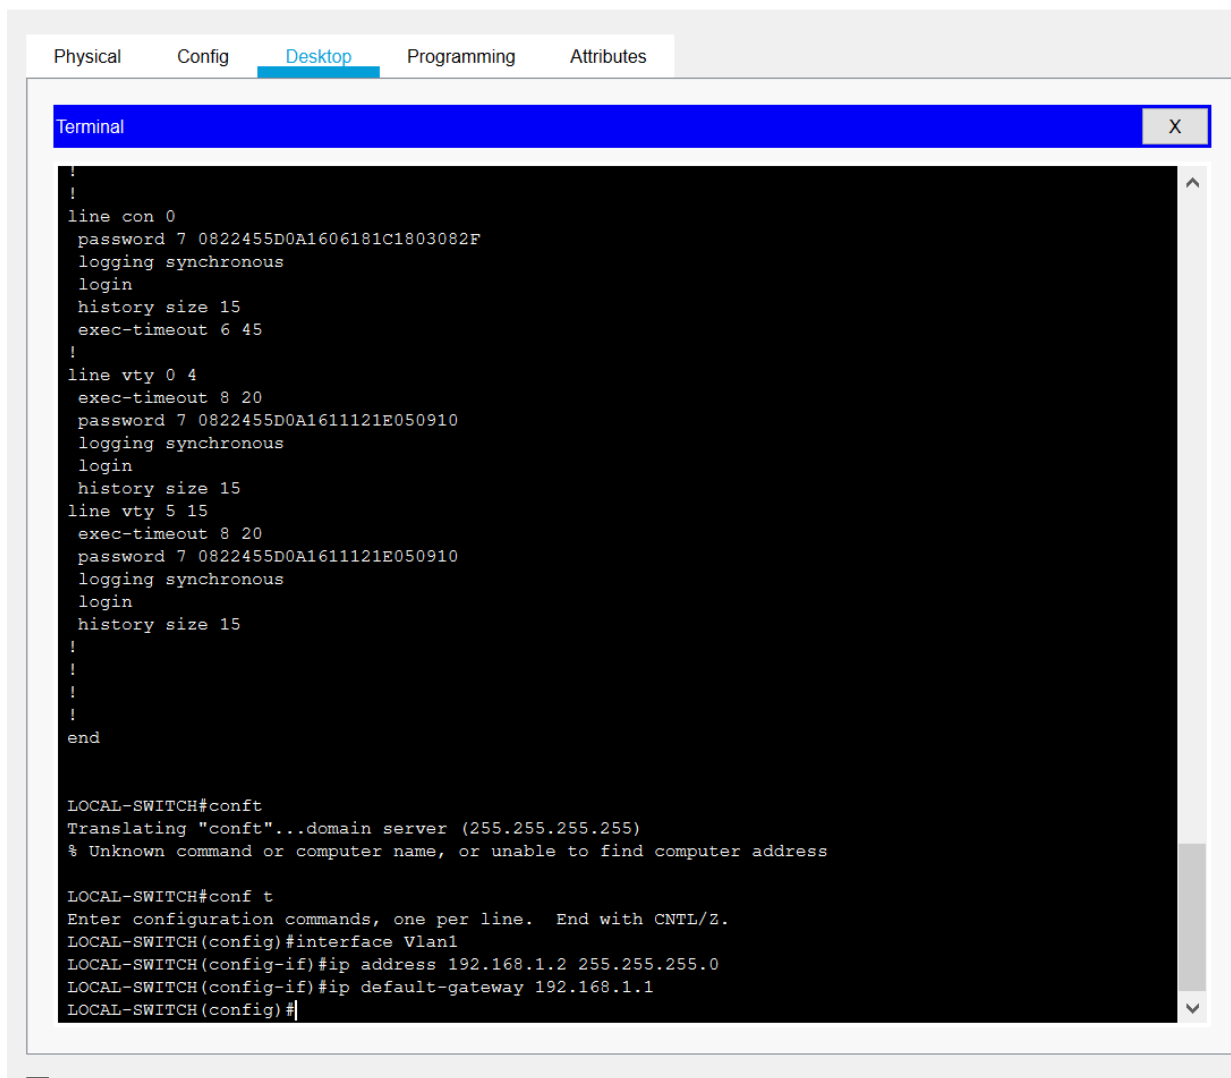 Physical Config Desktop Programming Attributes
Terminal X
!
!
line con 0
password 7 0822455D0A1606181C1803082F
logging synchronous
login
history size 15
exec-timeout 6 45
!
line vty 0 4
exec-timeout 8 20
password 7 0822455D0A1611121E050910
logging synchronous
login
history size 15
line vty 5 15
exec-timeout 8 20
password 7 0822455D0A1611121E050910
logging synchronous
login
history size 15
!
!
!
!
end
LOCAL-SWITCH#conft
Translating "conft"...domain server (255.255.255.255)
% Unknown command or computer name, or unable to find computer address
LOCAL-SWITCH#conf t
Enter configuration commands, one per line.  End with CNTL/Z.
LOCAL-SWITCH(config)#interface Vlan1
LOCAL-SWITCH(config-if)#ip address 192.168.1.2 255.255.255.0
LOCAL-SWITCH(config-if)#ip default-gateway 192.168.1.1
LOCAL-SWITCH(config)#